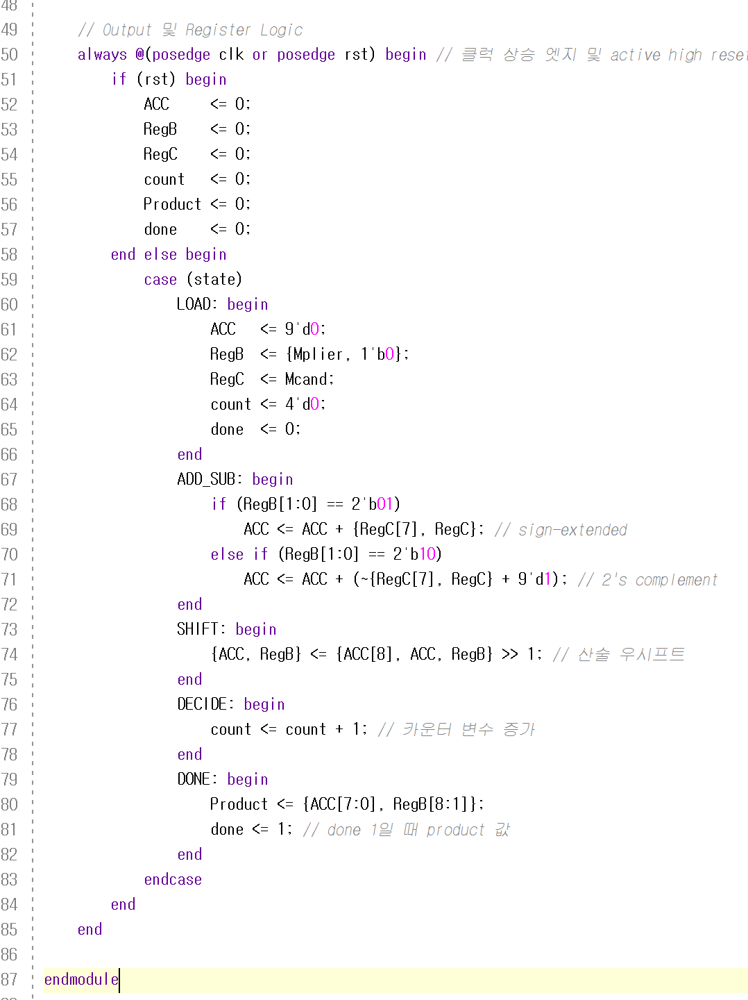 48
49 // Output 및 Register Logic
50 always @(posedge clk or posedge rst) begin // 클럭 상승 엣지 및 active high reset
51 if (rst) begin
52 ACC <= 0;
53 RegB <= 0;
54 RegC <= 0;
55 count <= 0;
56 Product <= 0;
57 done <= 0;
58 end else begin
59 case (state)
60 LOAD: begin
61 ACC <= 9'd0;
62 RegB <= {Mplier, 1'b0};
63 RegC <= Mcand;
64 count <= 4'd0;
65 done <= 0;
66 end
67 ADD_SUB: begin
68 if (RegB[1:0] == 2'b01)
69 ACC <= ACC + {RegC[7], RegC}; // sign-extended
70 else if (RegB[1:0] == 2'b10)
71 ACC <= ACC + (~{RegC[7], RegC} + 9'd1); // 2's complement
72 end
73 SHIFT: begin
74 {ACC, RegB} <= {ACC[8], ACC, RegB} >> 1; // 산술 우시프트
75 end
76 DECIDE: begin
77 count <= count + 1; // 카운터 변수 증가
78 end
79 DONE: begin
80 Product <= {ACC[7:0], RegB[8:1]};
81 done <= 1; // done 1일 때 product 값
82 end
83 endcase
84 end
85 end
86
87 endmodule